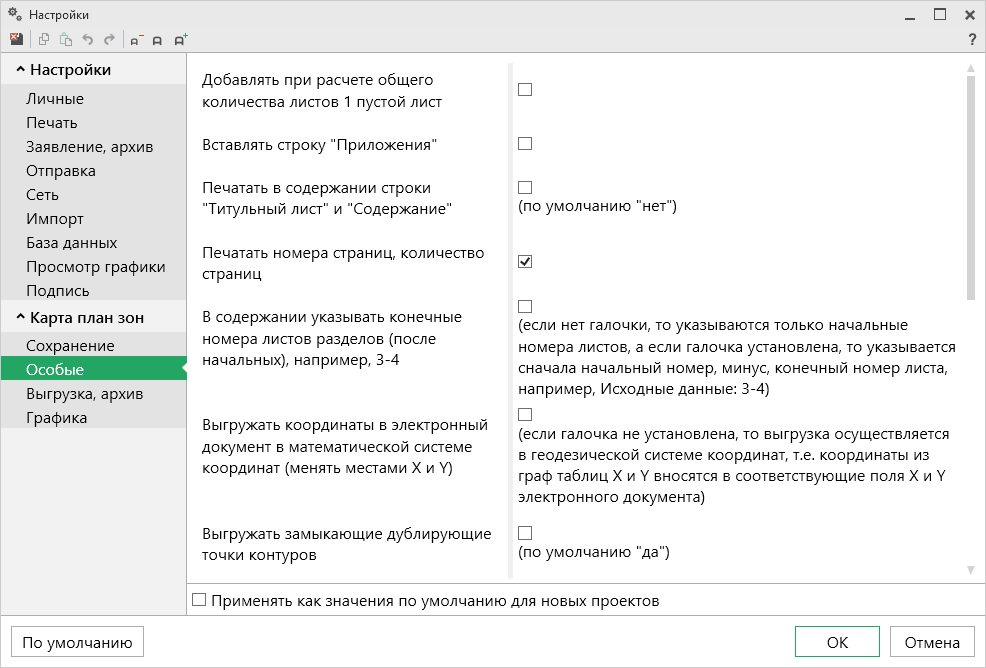 Настройки
?
Настройки
Личные
Печать
Заявление, архив
Отправка
Сеть
Импорт
База данных
Просмотр графики
Подпись
Карта план зон
Сохранение
Особые
Выгрузка, архив
Графика
Добавлять при расчете общего
количества листов 1 пустой лист
Вставлять строку "Приложения"
Печатать в содержании строки
"Титульный лист" и "Содержание"
(по умолчанию "нет")
Печатать номера страниц, количество
страниц
В содержании указывать конечные
номера листов разделов (после
начальных), например, 3-4
(если нет галочки, то указываются только начальные
номера листов, а если галочка установлена, то указывается
сначала начальный номер, минус, конечный номер листа,
например, Исходные данные: 3-4)
Выгружать координаты в электронный
документ в математической системе
координат (менять местами X и Y)
(если галочка не установлена, то выгрузка осуществляется
в геодезической системе координат, т.е. координаты из
граф таблиц X и Y вносятся в соответствующие поля X и Y
электронного документа)
Выгружать замыкающие дублирующие
точки контуров
(по умолчанию "да")
Применять как значения по умолчанию для новых проектов
По умолчанию
ОК
Отмена